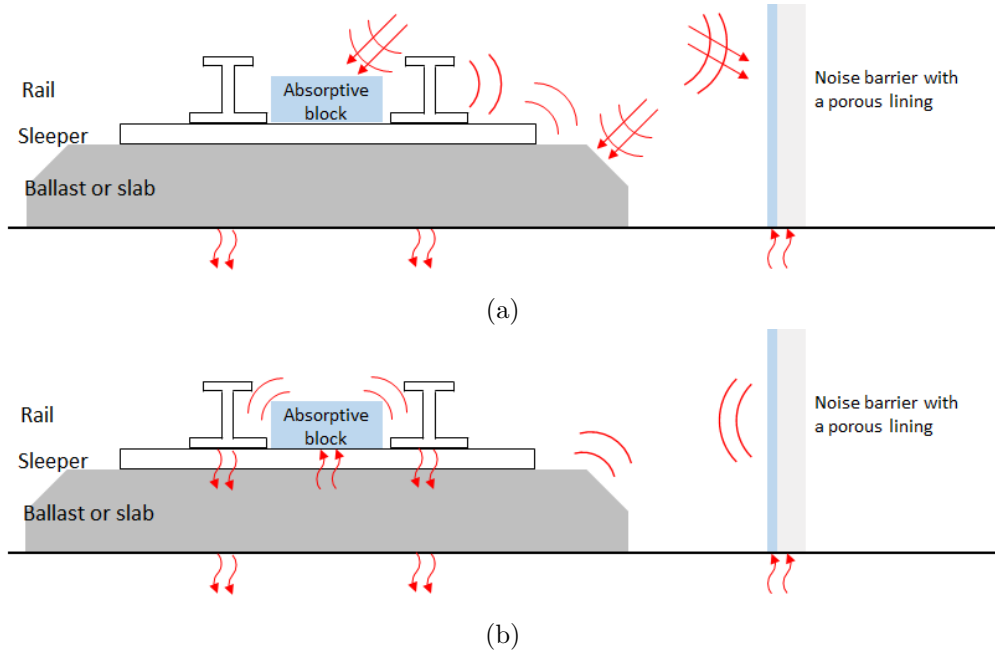 Rail
Absorptive
block
Noise barrier with
a porous lining
Sleeper
Ballast or slab
(a)
Rail
Absorptive
block
Noise barrier with
a porous lining
Sleeper
Ballast or slab
(b)